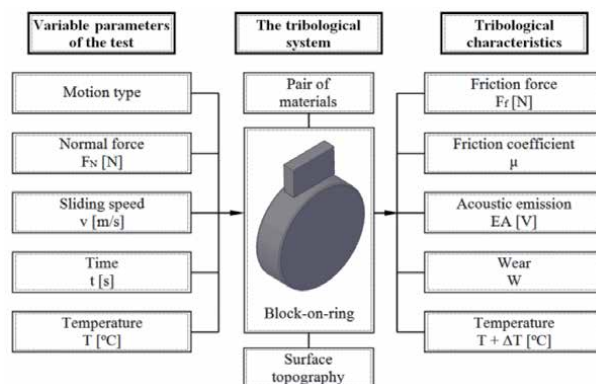 Variable parameters
of the test
Motion type
Normal force
FN [N]
Sliding speed
v [m/s]
Time
t [s]
Temperature
T [ºC]
The tribological
system
Pair of
materials
Block-on-ring
Surface
topography
Tribological
characteristics
Friction force
Ff [N]
Friction coefficient
μ
Acoustic emission
EA [V]
Wear
W
Temperature
T + ΔT [ºC]